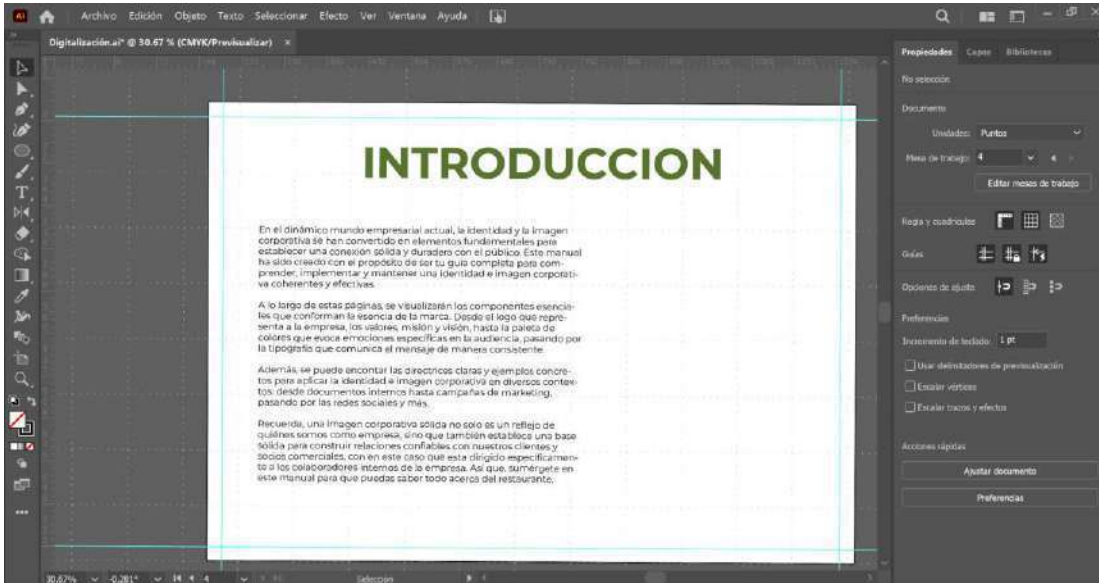 Archivo Edición Objeto Texto Seleccionar Efecto Ver Ventana Ayuda
Digitalización.ai* @ 30.67 % (CMYK/Previsualizar) ×
Propiedades Capas Bibliotecas
No selección
Documento
Unidades: Puntos
Mesa de trabajo: 4
Editar mesas de trabajo
Regla y cuadrículas
Guías
Opciones de ajuste
Preferencias
Incremento de teclado: 1 pt
Usar delimitadores de previsualización
Escalar vértices
Escalar trazos y efectos
Acciones rápidas
Ajustar documento
Preferencias
INTRODUCCION
En el dinámico mundo empresarial actual, la identidad y la imagen
corporativa se han convertido en elementos fundamentales para
establecer una conexión sólida y duradera con el público. Este manual
ha sido creado con el propósito de ser tu guía completa para com-
prender, implementar y mantener una identidad e imagen corporati-
va coherentes y efectivas.
A lo largo de estas páginas, se visualizarán los componentes esencia-
les que conforman la esencia de la marca. Desde el logo que repre-
senta a la empresa, los valores, misión y visión, hasta la paleta de
colores que evoca emociones específicas en la audiencia, pasando por
la tipografía que comunica el mensaje de manera consistente.
Además, se puede encontar las directrices claras y ejemplos concre-
tos para aplicar la identidad e imagen corporativa en diversos contex-
tos: desde documentos internos hasta campañas de marketing,
pasando por las redes sociales y más.
Recuerda, una imagen corporativa sólida no solo es un reflejo de
quiénes somos como empresa, sino que también establece una base
sólida para construir relaciones confiables con nuestros clientes y
socios comerciales, con en este caso que esta dirigido específicamen-
te a los colaboradores internos de la empresa. Así que, sumérgete en
este manual para que puedas saber todo acerca del restaurante.
30.67% -0.281° 4 Selección